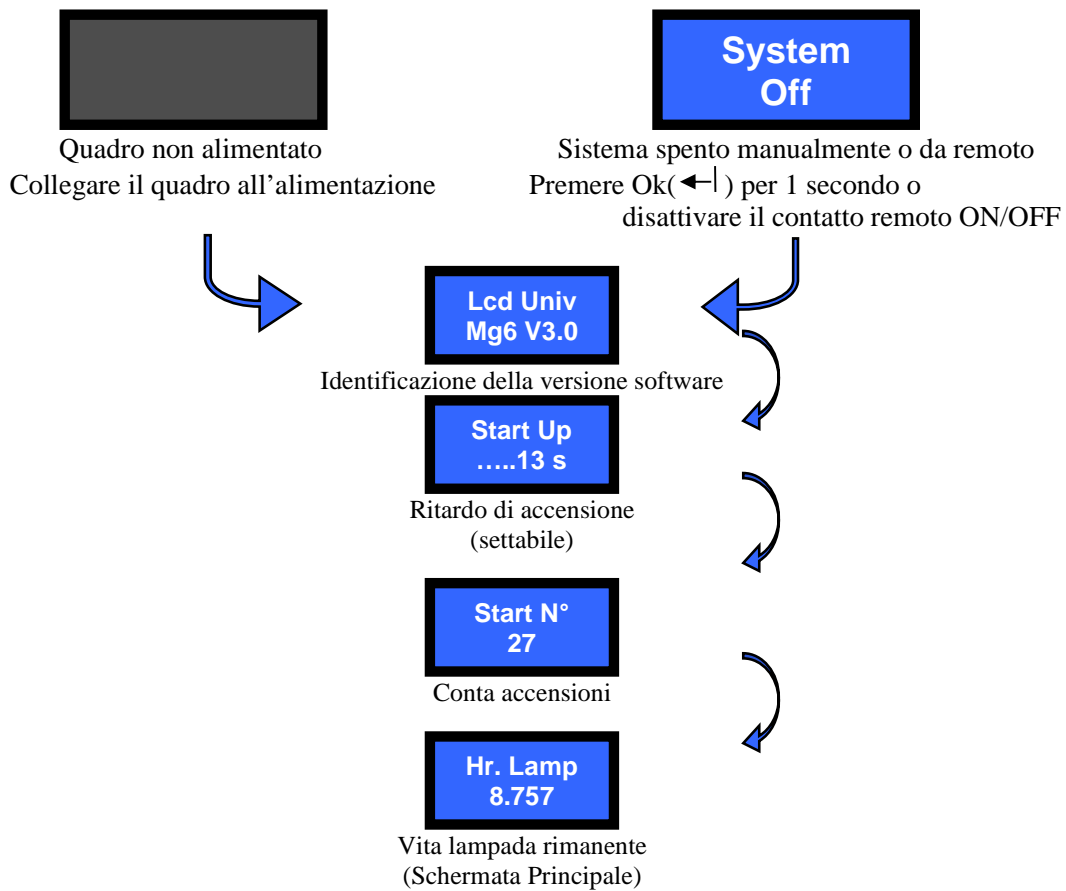 System
Off
Quadro non alimentato
Collegare il quadro all’alimentazione
Sistema spento manualmente o da remoto
Premere Ok(↵) per 1 secondo o
disattivare il contatto remoto ON/OFF
Lcd Univ
Mg6 V3.0
Identificazione della versione software
Start Up
…..13 s
Ritardo di accensione
(settabile)
Start N°
27
Conta accensioni
Hr. Lamp
8.757
Vita lampada rimanente
(Schermata Principale)